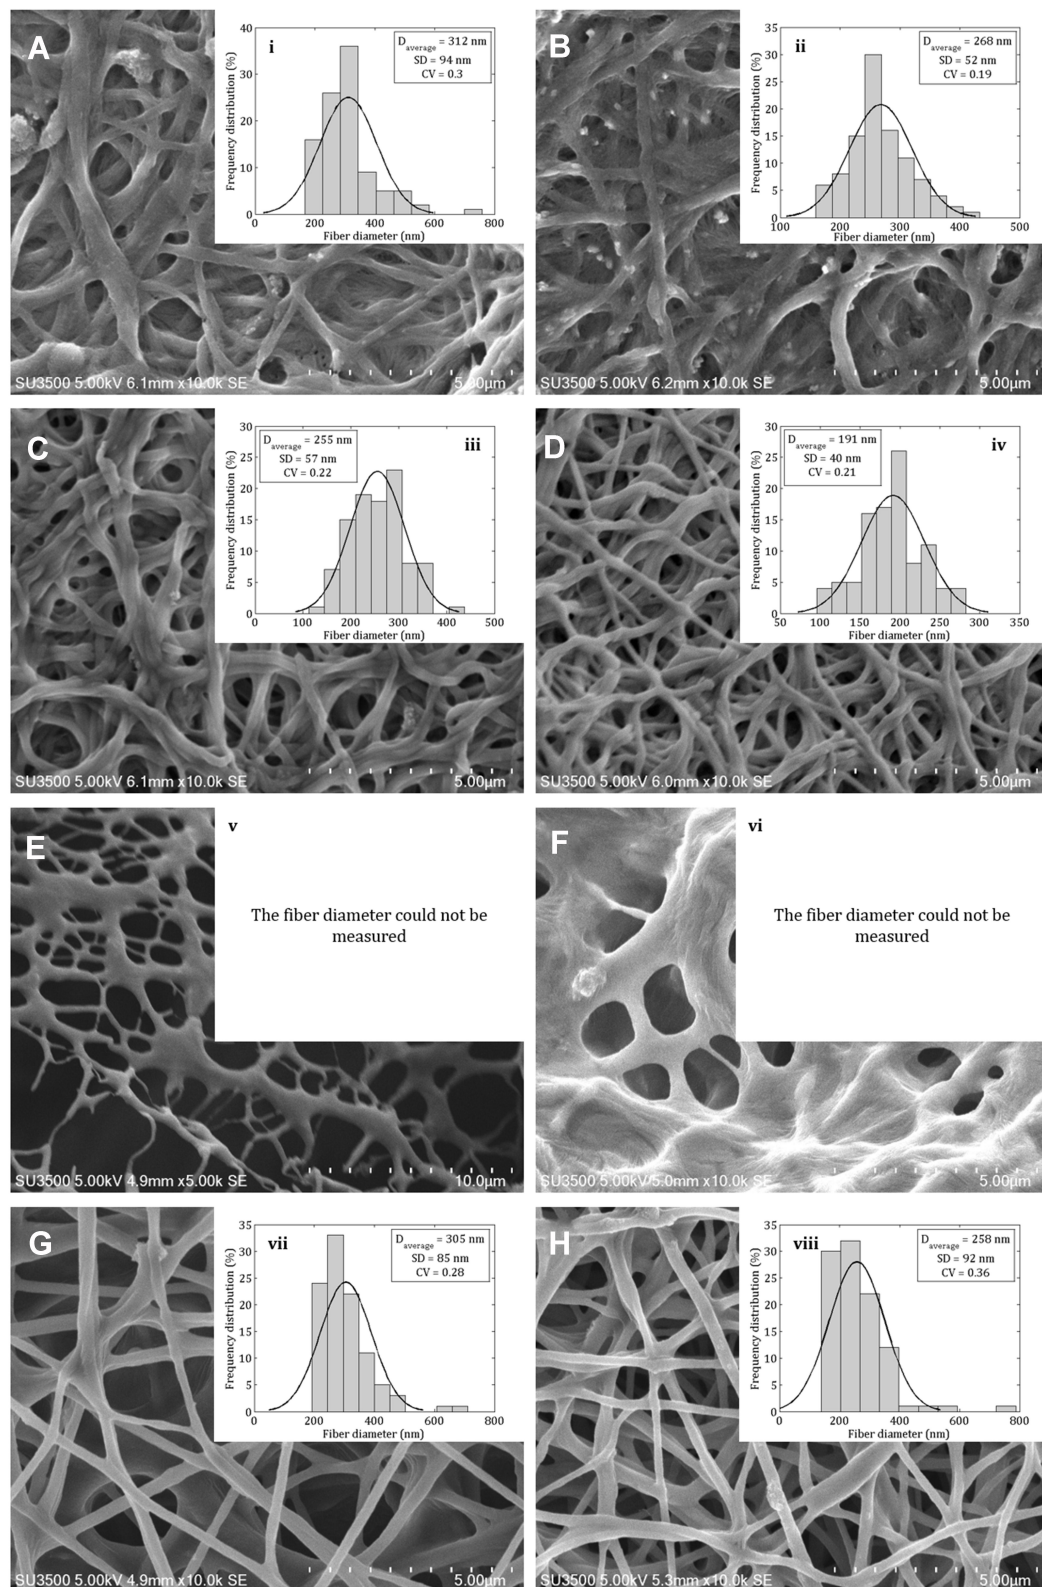 A
i
D average = 312 nm
SD = 94 nm
CV = 0.3
Frequency distribution (%)
40
30
20
10
0
0 200 400 600 800
Fiber diameter (nm)
SU3500 5.00kV 6.1mm x10.0k SE 5.00µm
B
ii
D average = 268 nm
SD = 52 nm
CV = 0.19
Frequency distribution (%)
35
30
25
20
15
10
5
0
100 200 300 400 500
Fiber diameter (nm)
SU3500 5.00kV 6.2mm x10.0k SE 5.00µm
C
iii
D average = 255 nm
SD = 57 nm
CV = 0.22
Frequency distribution (%)
30
25
20
15
10
5
0
0 100 200 300 400 500
Fiber diameter (nm)
SU3500 5.00kV 6.1mm x10.0k SE 5.00µm
D
iv
D average = 191 nm
SD = 40 nm
CV = 0.21
Frequency distribution (%)
30
25
20
15
10
5
0
50 100 150 200 250 300 350
Fiber diameter (nm)
SU3500 5.00kV 6.0mm x10.0k SE 5.00µm
E
v
The fiber diameter could not be
measured
SU3500 5.00kV 4.9mm x5.00k SE 10.0µm
F
vi
The fiber diameter could not be
measured
SU3500 5.00kV 5.0mm x10.0k SE 5.00µm
G
vii
D average = 305 nm
SD = 85 nm
CV = 0.28
Frequency distribution (%)
35
30
25
20
15
10
5
0
0 200 400 600 800
Fiber diameter (nm)
SU3500 5.00kV 4.9mm x10.0k SE 5.00µm
H
viii
D average = 258 nm
SD = 92 nm
CV = 0.36
Frequency distribution (%)
35
30
25
20
15
10
5
0
0 200 400 600 800
Fiber diameter (nm)
SU3500 5.00kV 5.3mm x10.0k SE 5.00µm